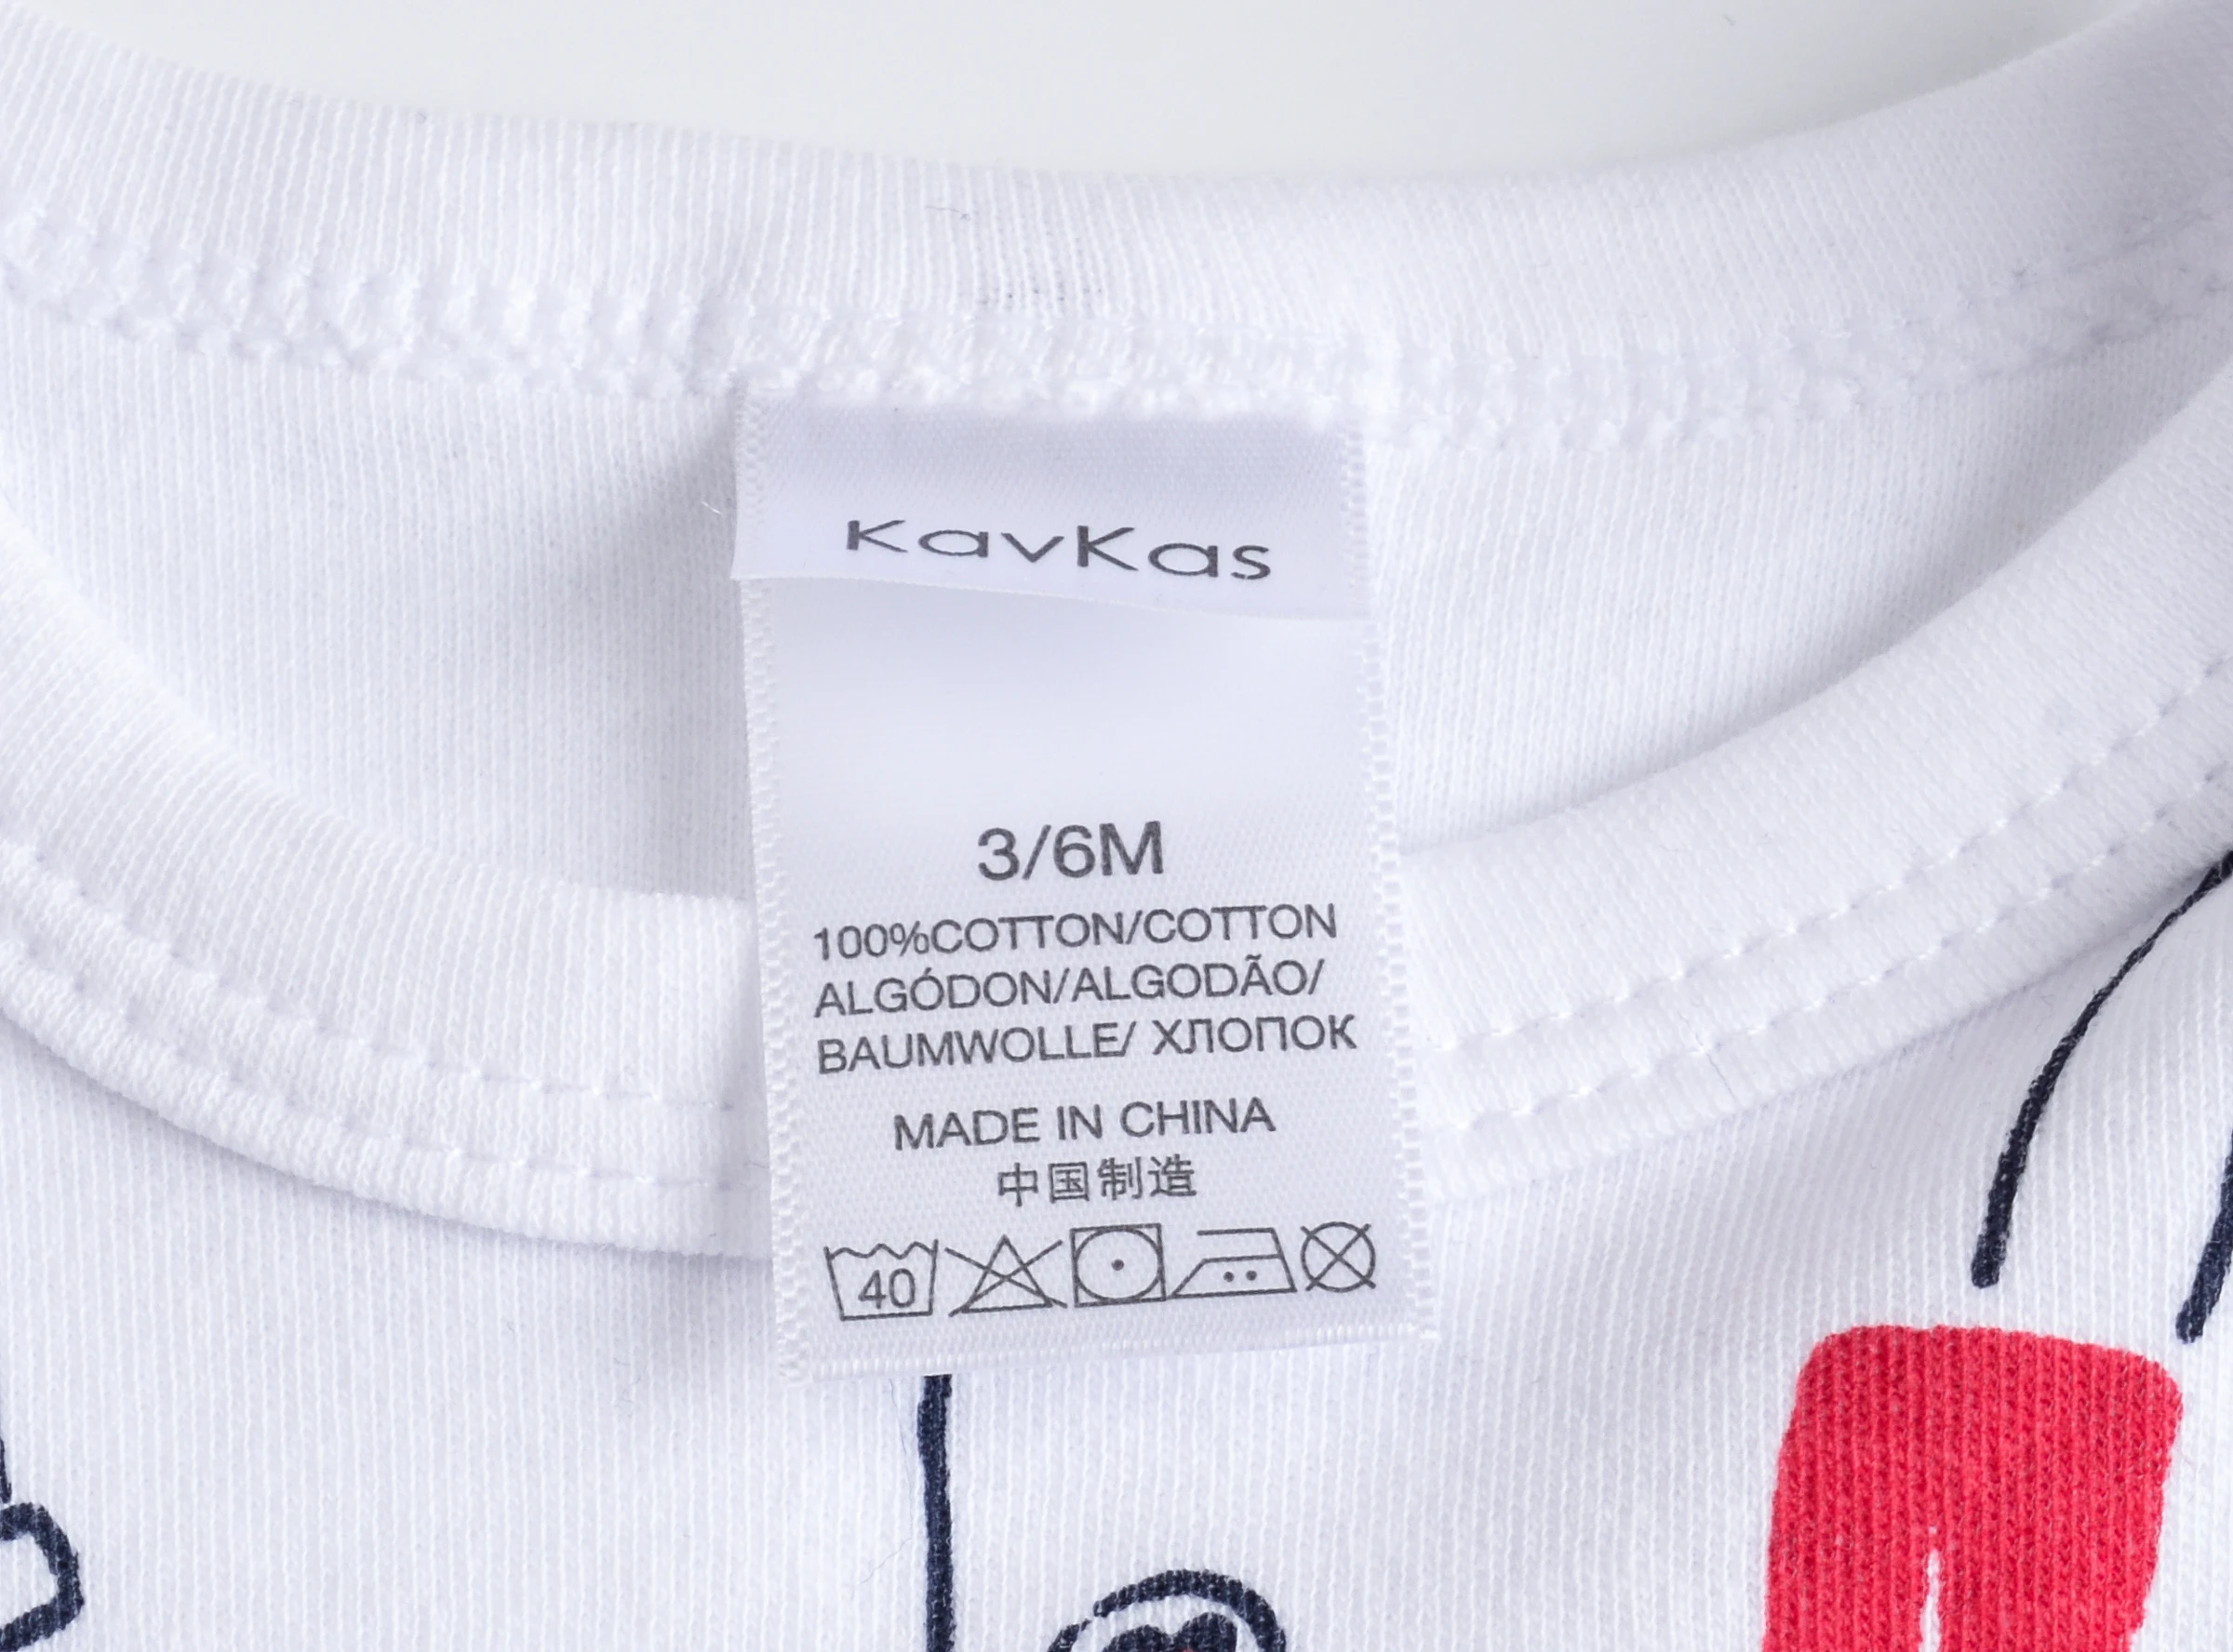 KavKas
3/6M
100%COTTON/COTTON
ALGÓDON/ALGODÃO/
BAUMWOLLE/ ХЛОПОК
MADE IN CHINA
中国制造
40